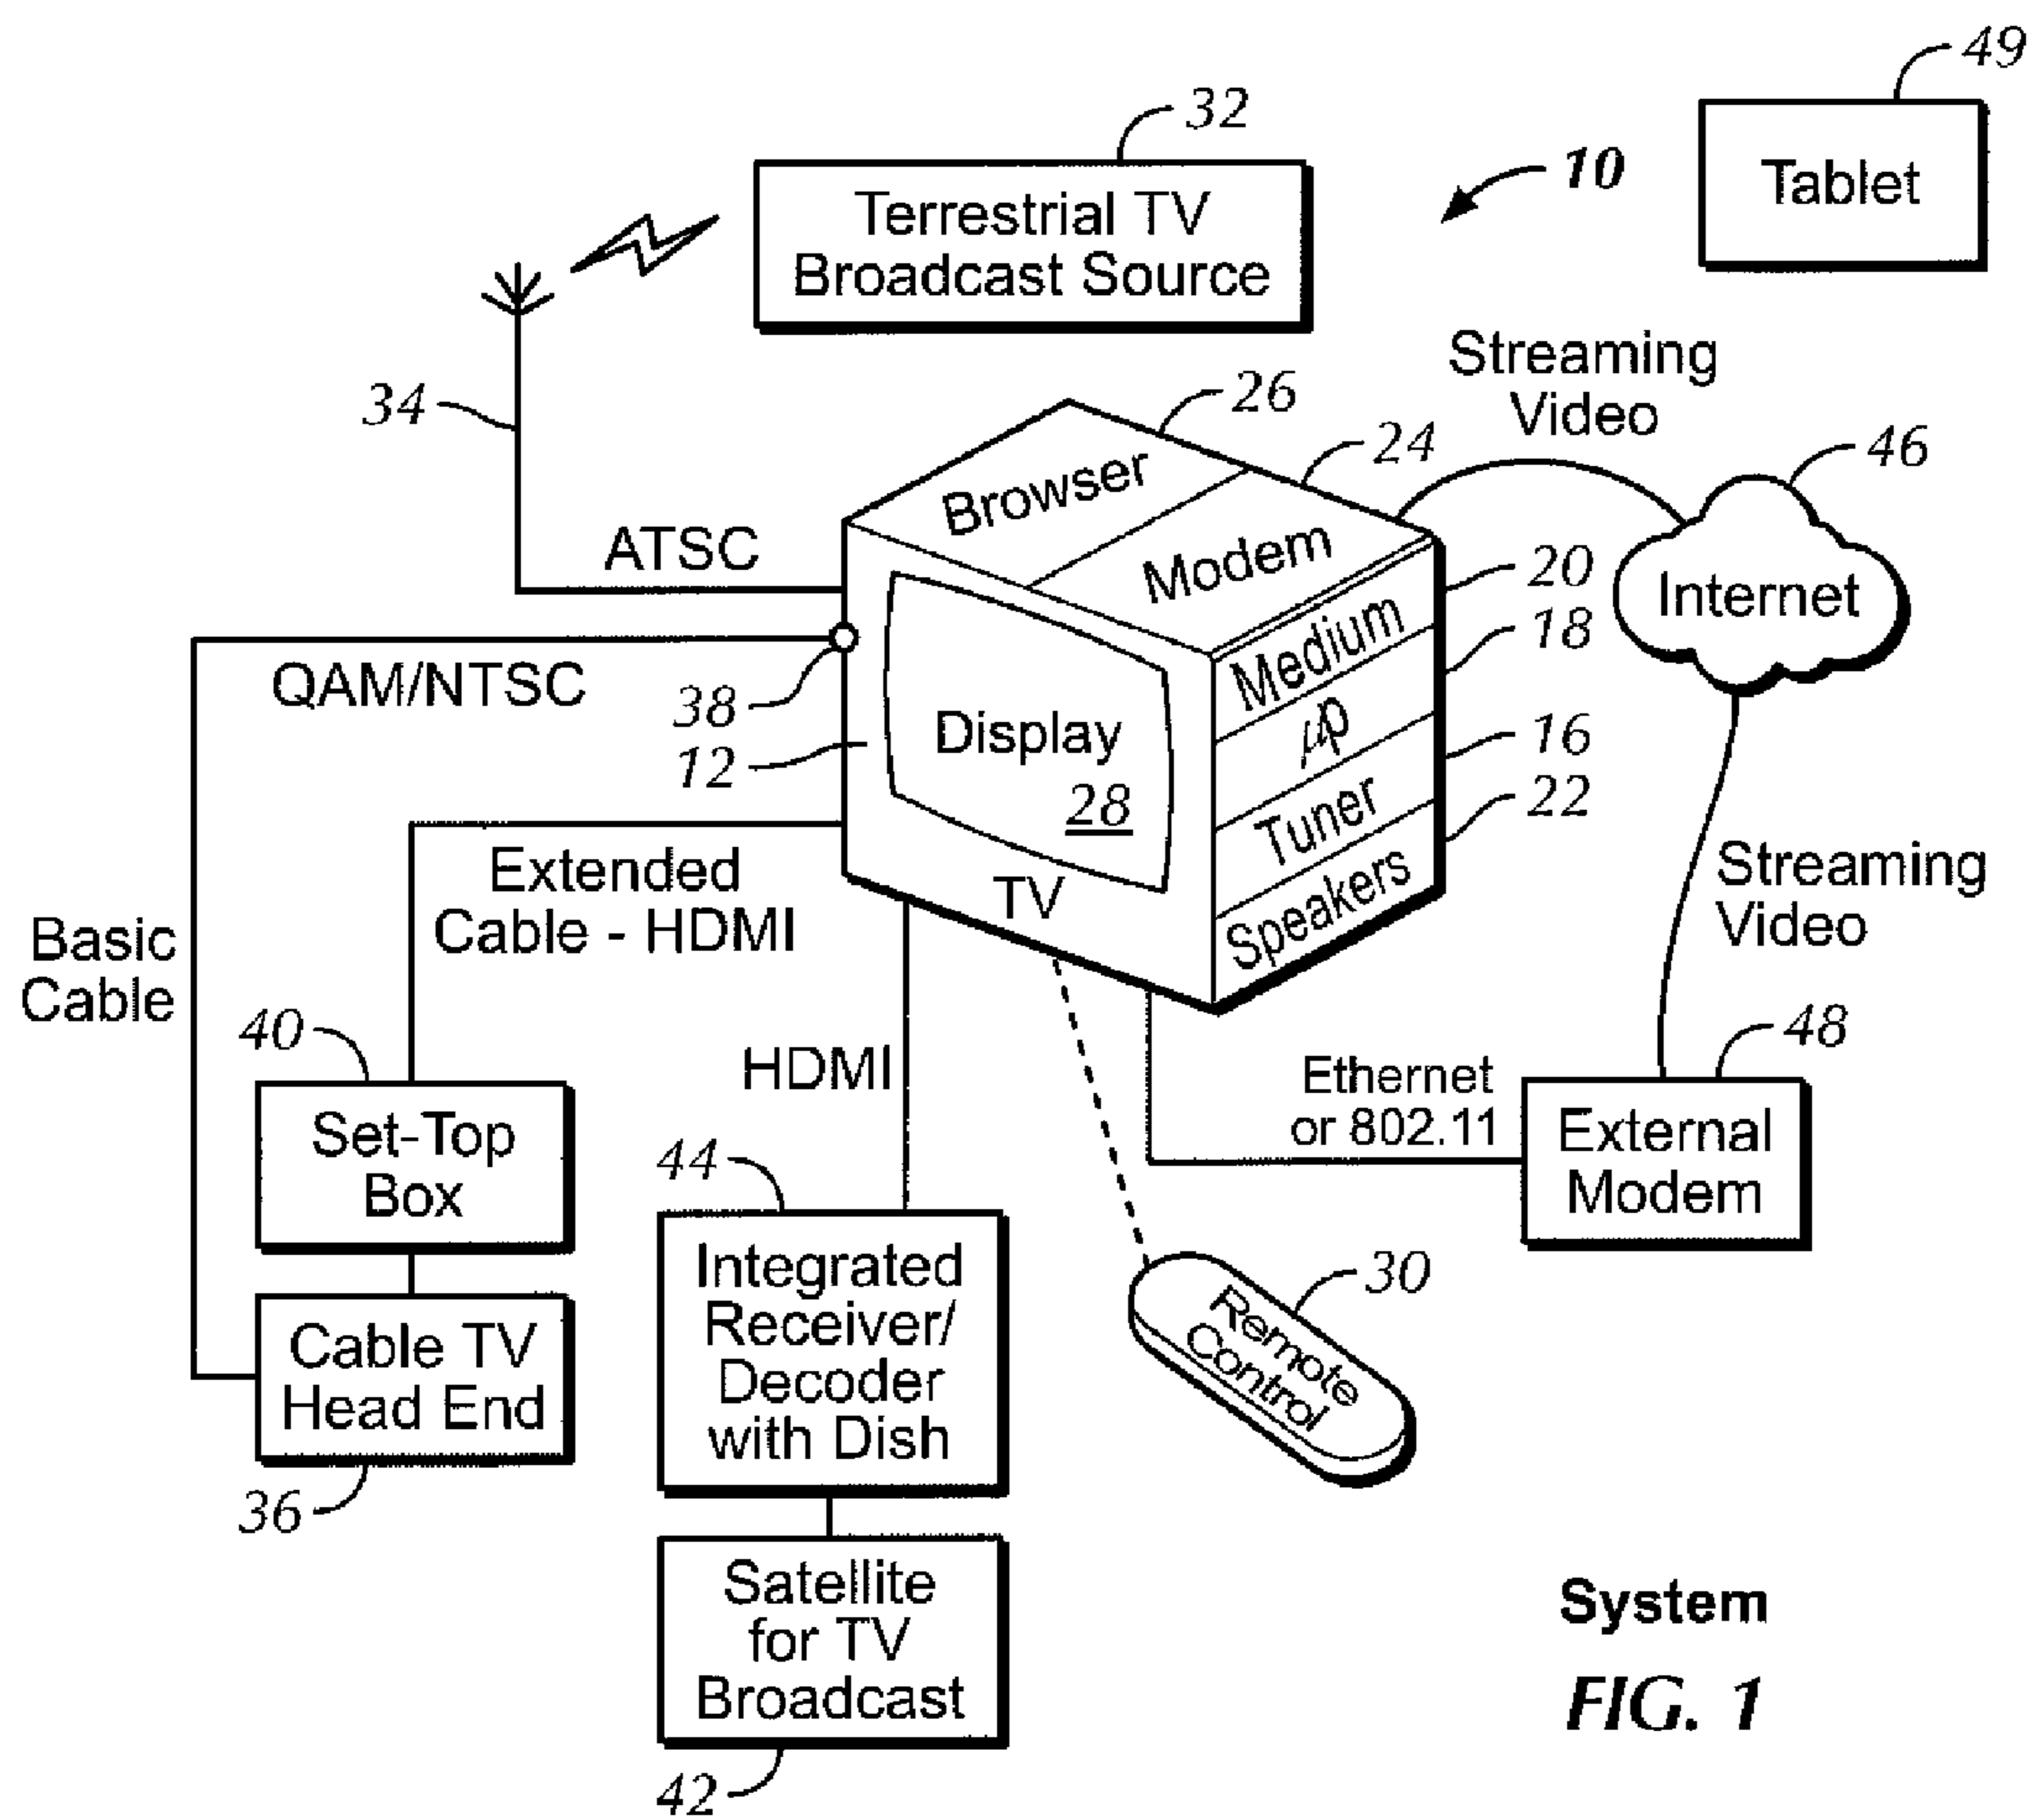 49
Tablet
32
10
Terrestrial TV
Broadcast Source
34
26
24
Streaming
Video
46
Browser
Modem
Internet
ATSC
QAM/NTSC
38
12
Display
28
TV
20
18
16
22
Medium
µp
Tuner
Speakers
Extended
Cable - HDMI
Basic
Cable
Streaming
Video
40
Set-Top
Box
HDMI
Ethernet
or 802.11
48
External
Modem
44
Integrated
Receiver/
Decoder
with Dish
30
Remote
Control
Cable TV
Head End
36
Satellite
for TV
Broadcast
42
System
FIG. 1